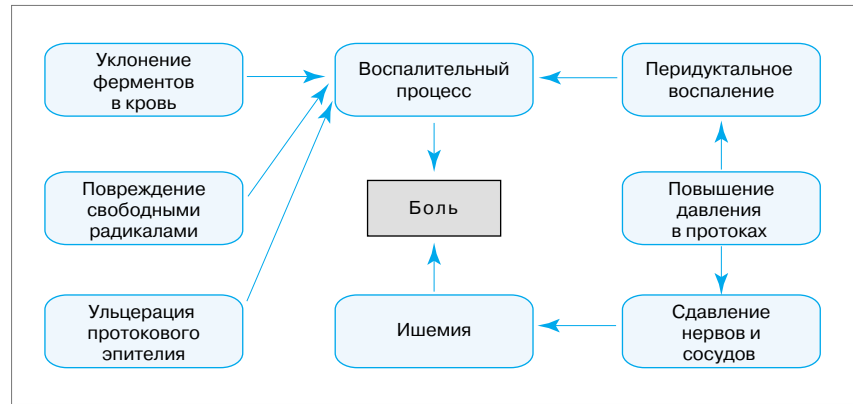 Уклонение
ферментов
в кровь
Воспалительный
процесс
Перидуктальное
воспаление
Повреждение
свободными
радикалами
Боль
Повышение
давления
в протоках
Ульцерация
протокового
эпителия
Ишемия
Сдавление
нервов и
сосудов